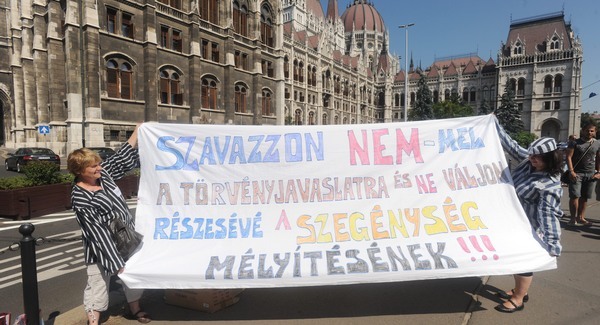 SZAVAZZON NEM-MEL
A TÖRVÉNYJAVASLATRA ÉS NE VÁLJON
RÉSZESÉVÉ A SZEGÉNYSÉG
MÉLYÍTÉSÉNEK!!!